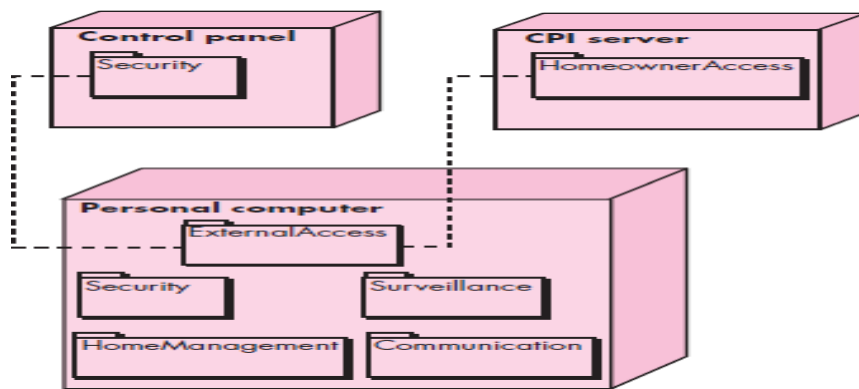 Control panel
Security
CPI server
HomeownerAccess
Personal computer
ExternalAccess
Security
Surveillance
HomeManagement
Communication